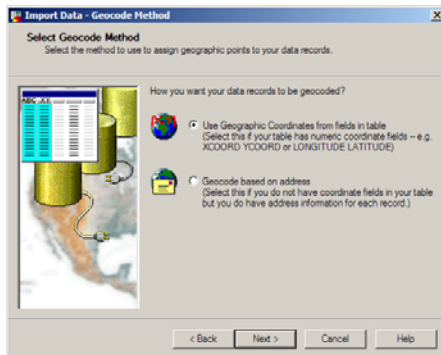 Import Data - Geocode Method
Select Geocode Method
Select the method to use to assign geographic points to your data records.
How you want your data records to be geocoded?
ABC
Use Geographic Coordinates from fields in table
(Select this if your table has numeric coordinate fields – e.g.
XCOORD YCOORD or LONGITUDE LATITUDE)
Geocode based on address
(Select this if you do not have coordinate fields in your table
but you do have address information for each record.)
< Back
Next >
Cancel
Help